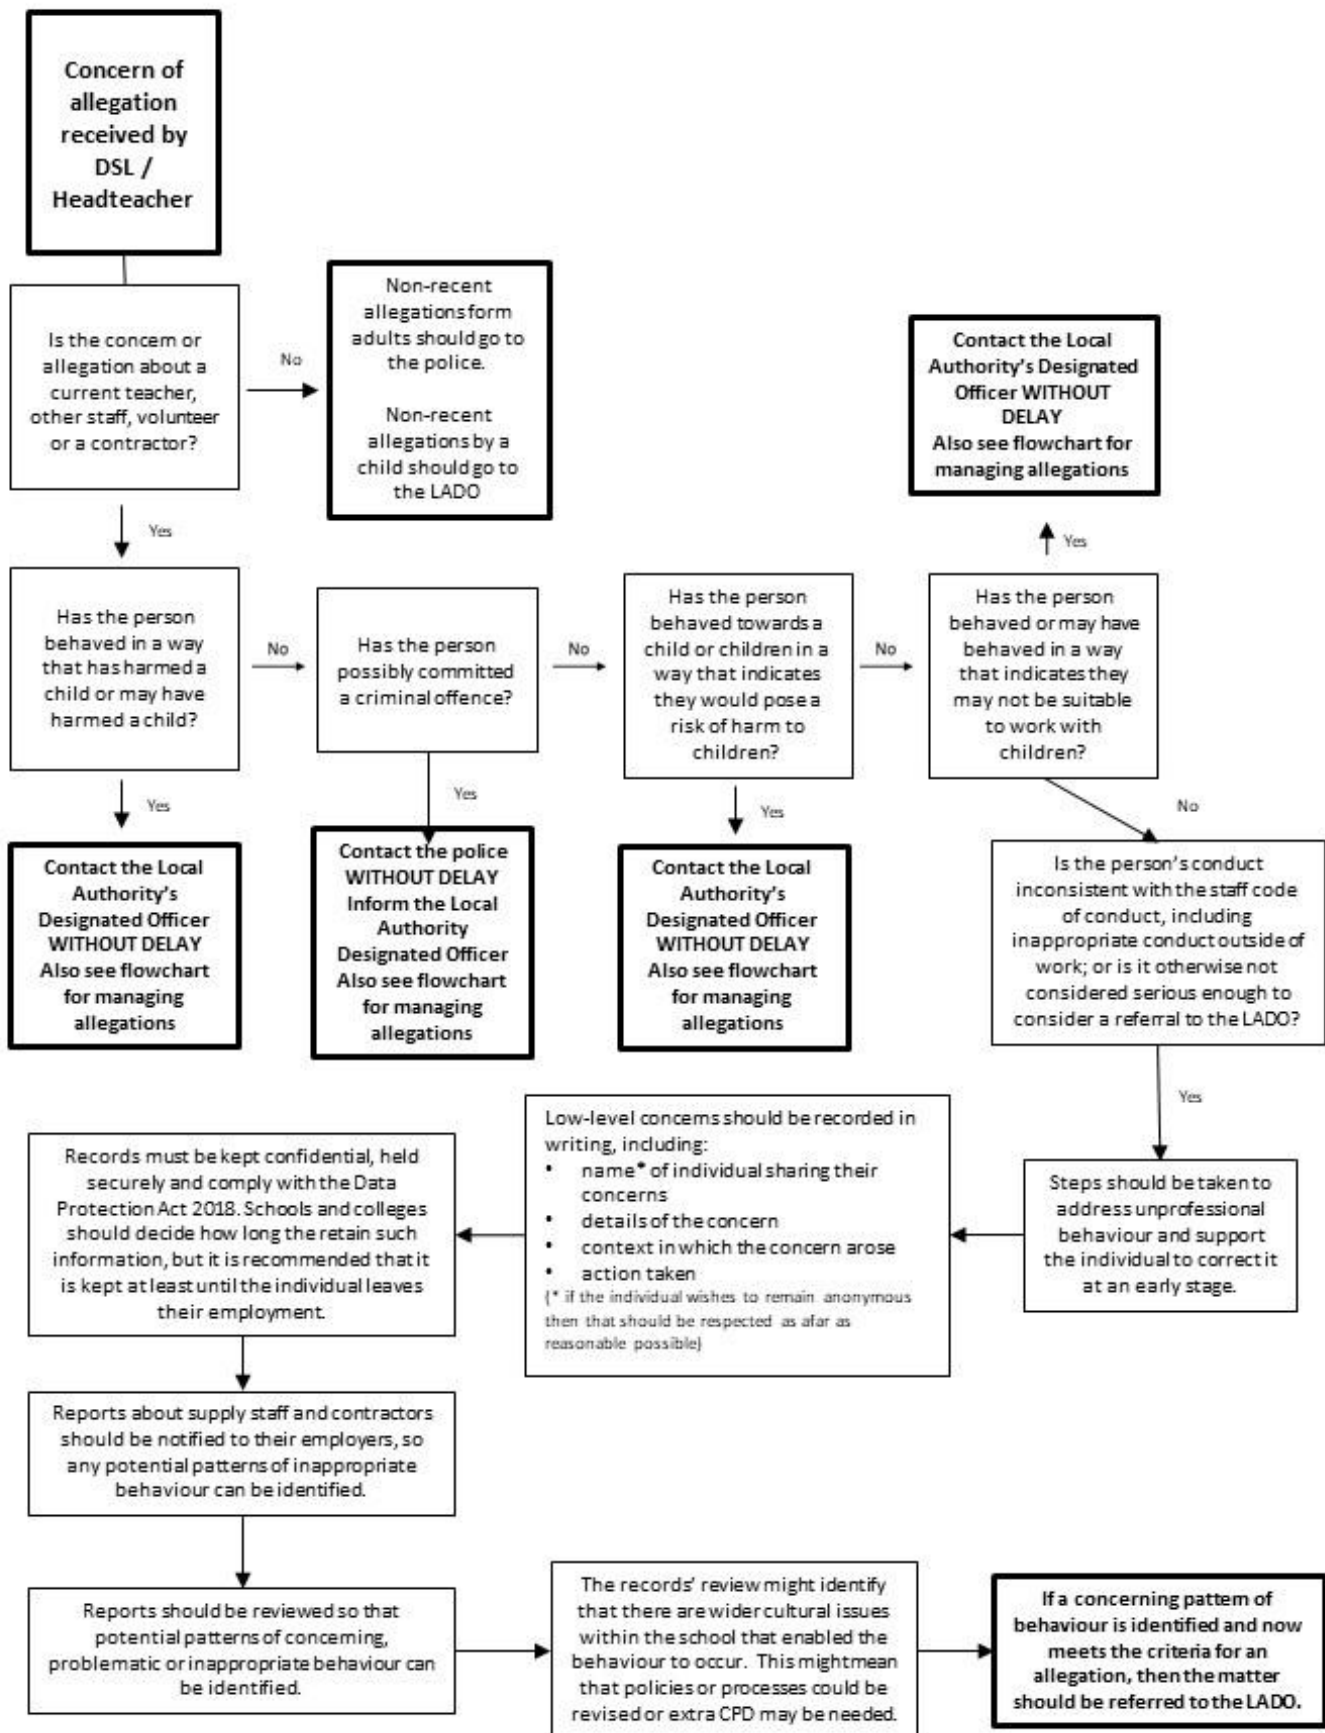 Concern of
allegation
received by
DSL /
Headteacher
Is the concern or
allegation about a
current teacher,
other staff, volunteer
or a contractor?
No
Non-recent
allegations form
adults should go to
the police.
Non-recent
allegations by a
child should go to
the LADO
Contact the Local
Authority's Designated
Officer WITHOUT
DELAY
Also see flowchart for
managing allegations
Yes
Yes
Has the person
behaved in a way
that has harmed a
child or may have
harmed a child?
No
Has the person
possibly committed
a criminal offence?
No
Has the person
behaved towards a
child or children in a
way that indicates
they would pose a
risk of harm to
children?
No
Has the person
behaved or may have
behaved in a way
that indicates they
may not be suitable
to work with
children?
Yes
Yes
Yes
No
Contact the Local
Authority's
Designated Officer
WITHOUT DELAY
Also see flowchart
for managing
allegations
Contact the police
WITHOUT DELAY
Inform the Local
Authority
Designated Officer
Also see flowchart
for managing
allegations
Contact the Local
Authority's
Designated Officer
WITHOUT DELAY
Also see flowchart
for managing
allegations
Is the person's conduct
inconsistent with the staff code
of conduct, including
inappropriate conduct outside of
work; or is it otherwise not
considered serious enough to
consider a referral to the LADO?
Yes
Steps should be taken to
address unprofessional
behaviour and support
the individual to correct it
at an early stage.
Low-level concerns should be recorded in
writing, including:
• name* of individual sharing their
concerns
• details of the concern
• context in which the concern arose
• action taken
(* if the individual wishes to remain anonymous
then that should be respected as afar as
reasonable possible)
Records must be kept confidential, held
securely and comply with the Data
Protection Act 2018. Schools and colleges
should decide how long the retain such
information, but it is recommended that it
is kept at least until the individual leaves
their employment.
Reports about supply staff and contractors
should be notified to their employers, so
any potential patterns of inappropriate
behaviour can be identified.
Reports should be reviewed so that
potential patterns of concerning,
problematic or inappropriate behaviour can
be identified.
The records' review might identify
that there are wider cultural issues
within the school that enabled the
behaviour to occur. This might mean
that policies or processes could be
revised or extra CPD may be needed.
If a concerning pattern of
behaviour is identified and now
meets the criteria for an
allegation, then the matter
should be referred to the LADO.